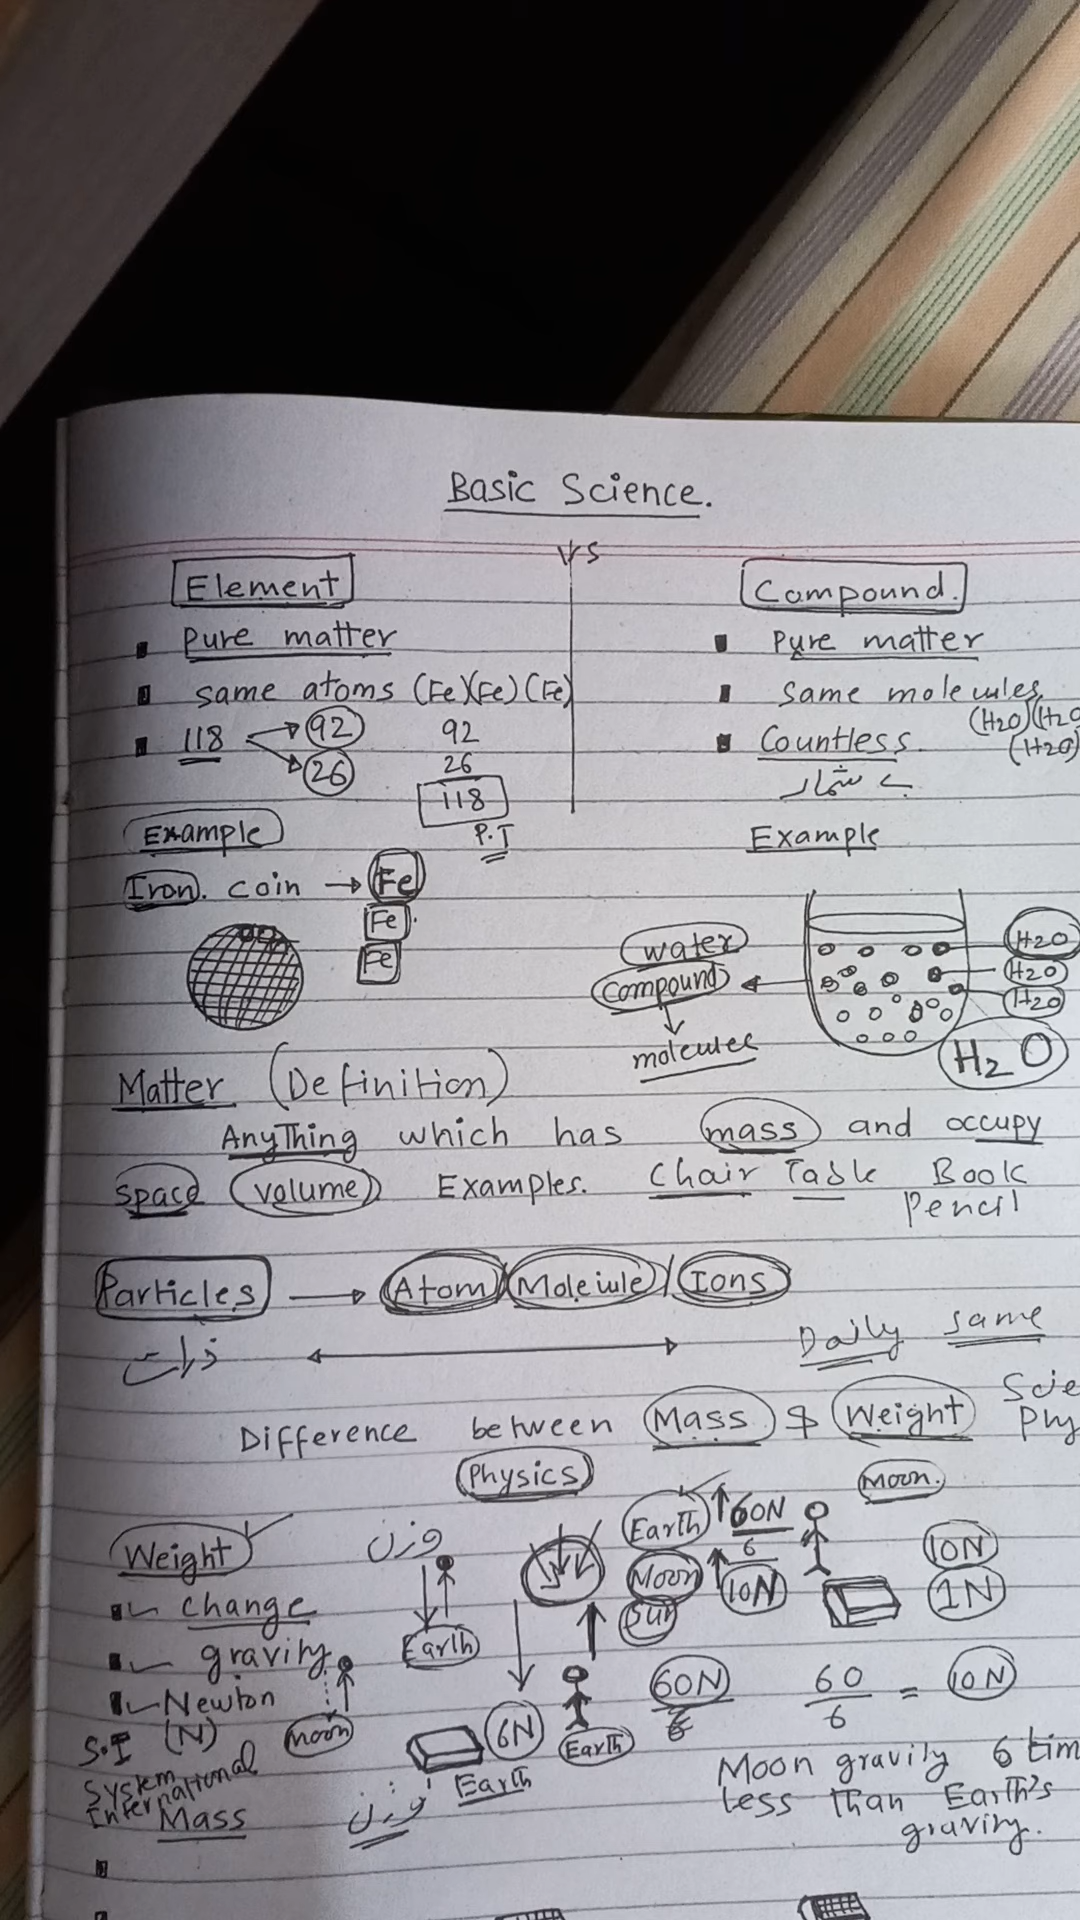 Basic Science.
Vs
Element
Pure matter
same atoms (Fe)(Fe)(Fe)
118 → 92
26
92
26
118
P.T
Example
Iron. coin → Fe
Fe
Fe
Compound.
Pure matter
Same molecules
(H2O)(H2O
(H2O)
Countless.
بے شمار
Example
water
Compound
molecules
H2O
H2O
H2O
H2O
Matter (Definition)
AnyThing which has mass and occupy
space (volume) Examples. Chair Table Book
Pencil
Particles → Atom/Molecule/Ions
ذرات
Daily same
Difference between Mass & Weight Scie
Phy
Physics
Weight
change
gravity
Newton
(N)
S.I
System
International
Mass
وزن
Earth
Moon
Earth 60N
6
Moon 10N
Sun
Moon.
10N
1N
6N
Earth
وزن
Earth
60N
6
60
6
= 10N
Moon gravity 6 tim
less than Earth's
gravity.